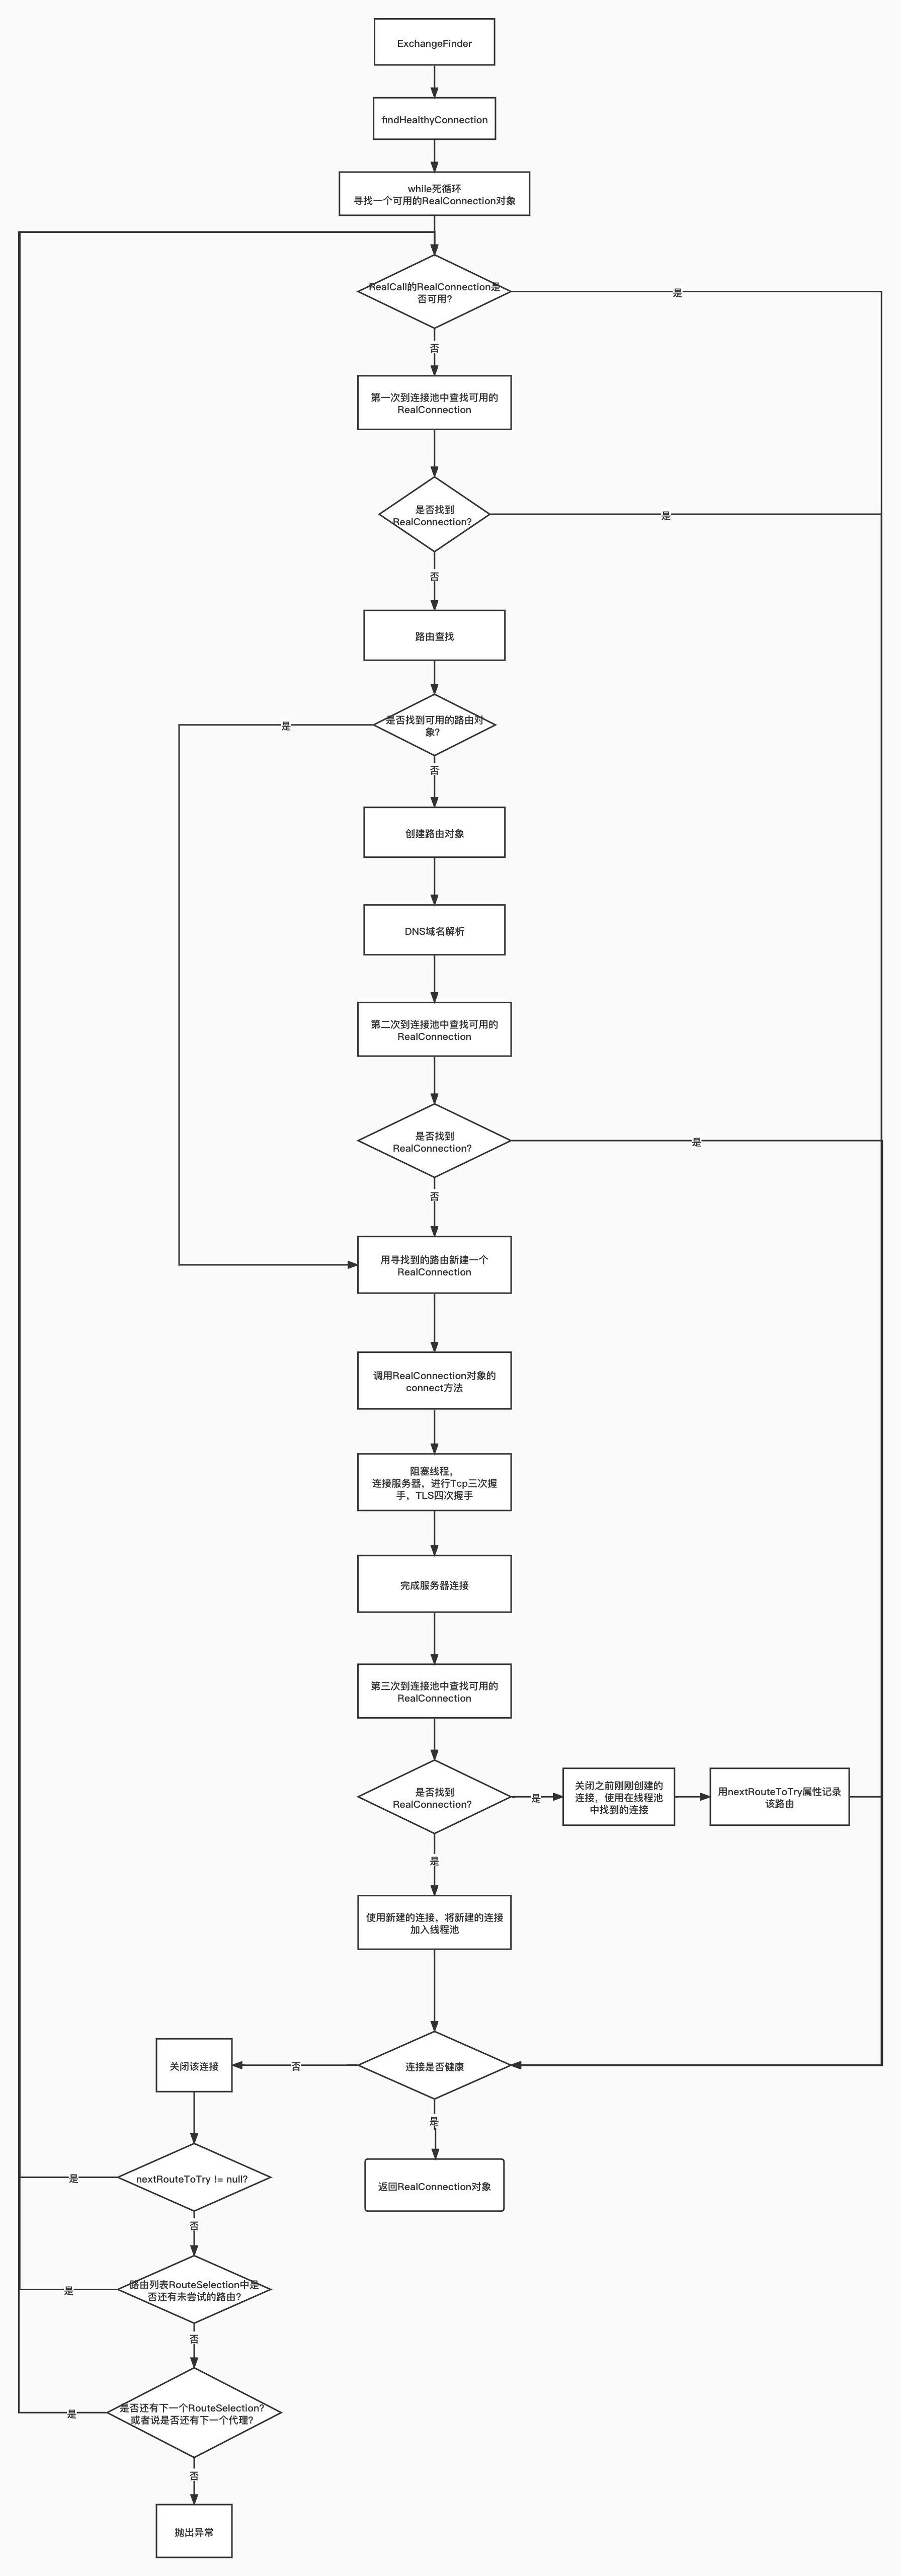 ExchangeFinder
findHealthyConnection
while死循环
寻找一个可用的RealConnection对象
RealCall的RealConnection是
否可用?
是
否
第一次到连接池中查找可用的
RealConnection
是否找到
RealConnection?
是
否
路由查找
是否找到可用的路由对
象?
是
否
创建路由对象
DNS域名解析
第二次到连接池中查找可用的
RealConnection
是否找到
RealConnection?
是
否
用寻找到的路由新建一个
RealConnection
调用RealConnection对象的
connect方法
阻塞线程，
连接服务器，进行Tcp三次握
手，TLS四次握手
完成服务器连接
第三次到连接池中查找可用的
RealConnection
是否找到
RealConnection?
是
关闭之前刚刚创建的
连接，使用在线程池
中找到的连接
用nextRouteToTry属性记录
该路由
是
使用新建的连接，将新建的连接
加入线程池
连接是否健康
否
关闭该连接
是
返回RealConnection对象
nextRouteToTry != null?
是
否
路由列表RouteSelection中是
否还有未尝试的路由?
是
否
是否还有下一个RouteSelection?
或者说是否还有下一个代理?
是
否
抛出异常